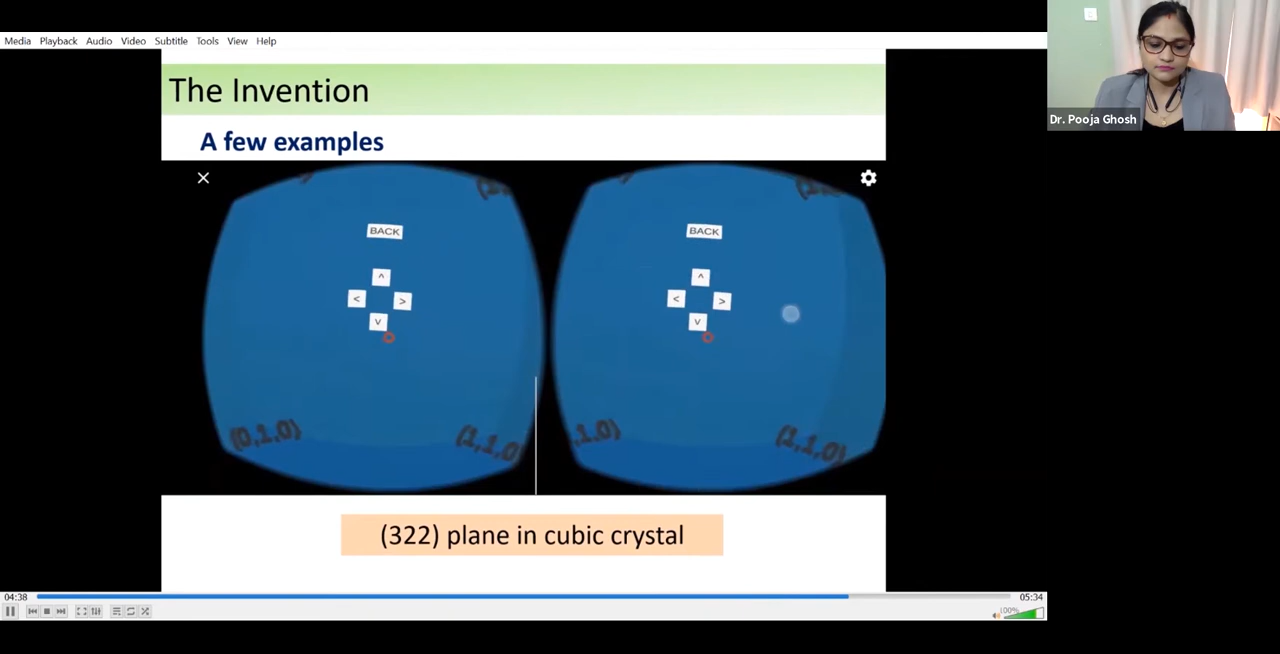 Media Playback Audio Video Subtitle Tools View Help
Dr. Pooja Ghosh
The Invention
A few examples
BACK BACK
^ ^
< > < >
v v
(0,1,0) (1,1,0) ,1,0) (1,1,0)
(322) plane in cubic crystal
04:38 05:34
100%